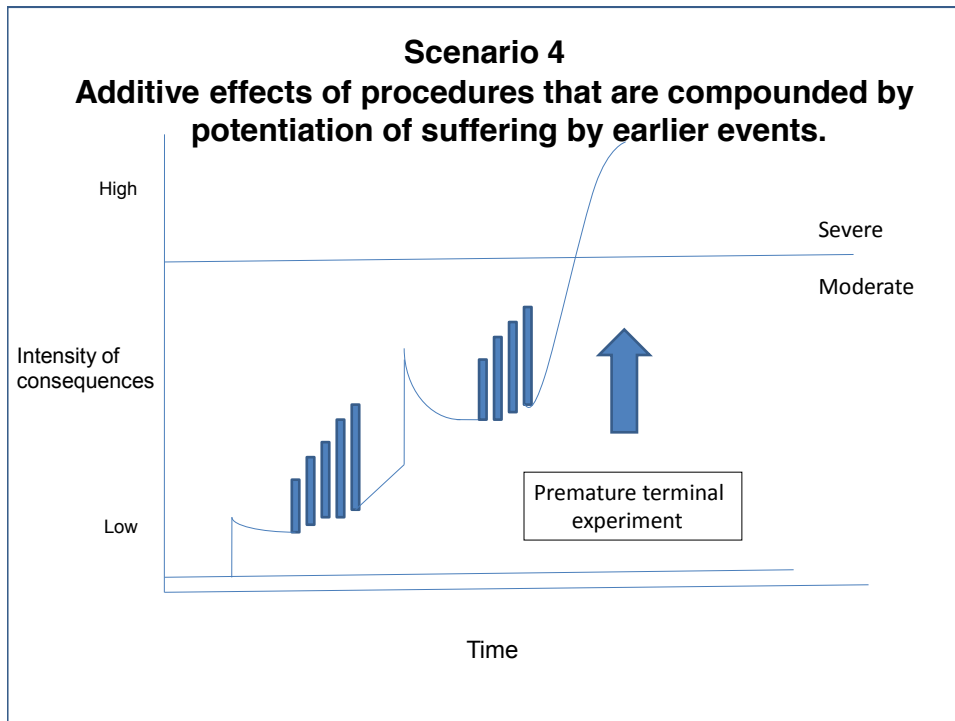 Scenario 4
Additive effects of procedures that are compounded by
potentiation of suffering by earlier events.
High
Severe
Moderate
Intensity of
consequences
Premature terminal
experiment
Low
Time